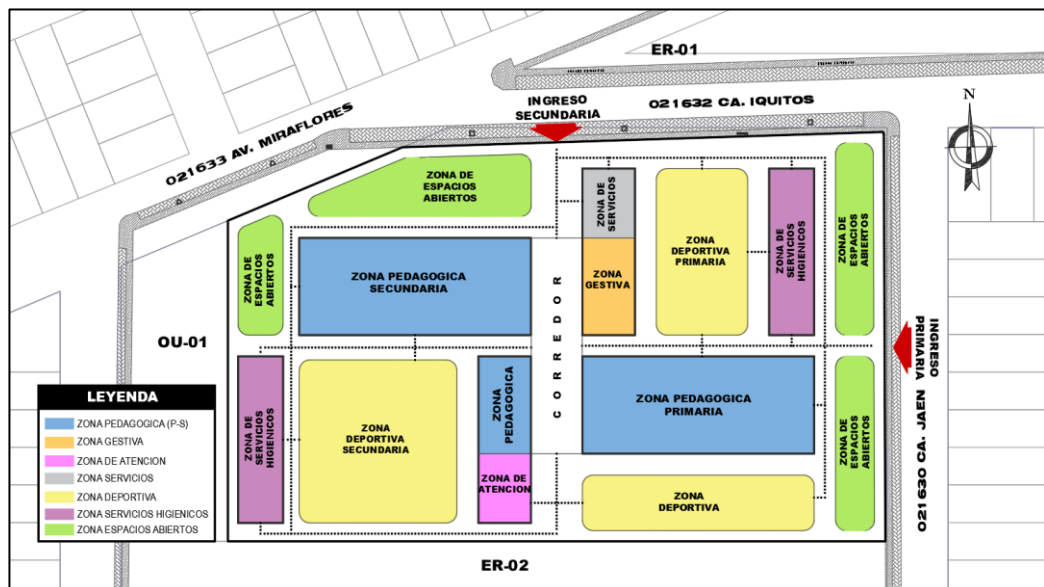 ER-01
INGRESO
SECUNDARIA
021632 CA. IQUITOS
021633 AV. MIRAFLORES
N
ZONA DE
ESPACIOS
ABIERTOS
ZONA DE
SERVICIOS
ZONA
DEPORTIVA
PRIMARIA
ZONA DE
SERVICIOS
HIGIENICOS
ZONA DE
ESPACIOS
ABIERTOS
ZONA DE
ESPACIOS
ABIERTOS
ZONA PEDAGOGICA
SECUNDARIA
CORREDOR
ZONA
GESTIVA
OU-01
INGRESO
PRIMARIA
021630 CA. JAEN
ZONA DE
SERVICIOS
HIGIENICOS
ZONA
DEPORTIVA
SECUNDARIA
ZONA
PEDAGOGICA
ZONA PEDAGOGICA
PRIMARIA
ZONA DE
ESPACIOS
ABIERTOS
ZONA DE
ATENCION
ZONA
DEPORTIVA
LEYENDA
ZONA PEDAGOGICA (P-S)
ZONA GESTIVA
ZONA DE ATENCION
ZONA SERVICIOS
ZONA DEPORTIVA
ZONA SERVICIOS HIGIENICOS
ZONA ESPACIOS ABIERTOS
ER-02